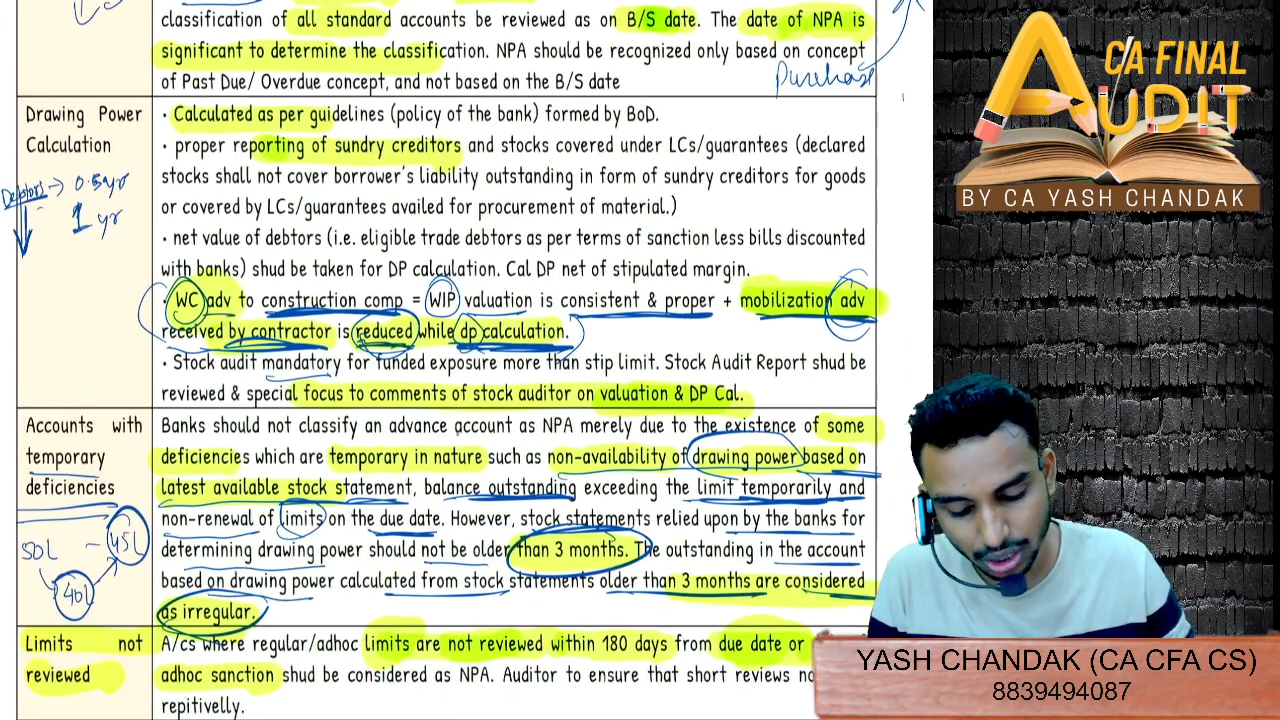 classification of all standard accounts be reviewed as on B/S date. The date of NPA is
significant to determine the classification. NPA should be recognized only based on concept
of Past Due/ Overdue concept, and not based on the B/S date
Purchase
Drawing Power
Calculation
Debtors → 0.5yr
1 yr
· Calculated as per guidelines (policy of the bank) formed by BoD.
· proper reporting of sundry creditors and stocks covered under LCs/guarantees (declared
stocks shall not cover borrower's liability outstanding in form of sundry creditors for goods
or covered by LCs/guarantees availed for procurement of material.)
· net value of debtors (i.e. eligible trade debtors as per terms of sanction less bills discounted
with banks) shud be taken for DP calculation. Cal DP net of stipulated margin.
· WC adv to construction comp = WIP valuation is consistent & proper + mobilization adv
received by contractor is reduced while dp calculation.
· Stock audit mandatory for funded exposure more than stip limit. Stock Audit Report shud be
reviewed & special focus to comments of stock auditor on valuation & DP Cal.
Accounts with
temporary
deficiencies
50L - 45L
40L
Banks should not classify an advance account as NPA merely due to the existence of some
deficiencies which are temporary in nature such as non-availability of drawing power based on
latest available stock statement, balance outstanding exceeding the limit temporarily and
non-renewal of limits on the due date. However, stock statements relied upon by the banks for
determining drawing power should not be older than 3 months. The outstanding in the account
based on drawing power calculated from stock statements older than 3 months are considered
as irregular.
Limits not
reviewed
A/cs where regular/adhoc limits are not reviewed within 180 days from due date or
adhoc sanction shud be considered as NPA. Auditor to ensure that short reviews
repitivelly.
CA FINAL
AUDIT
BY CA YASH CHANDAK
YASH CHANDAK (CA CFA CS)
8839494087